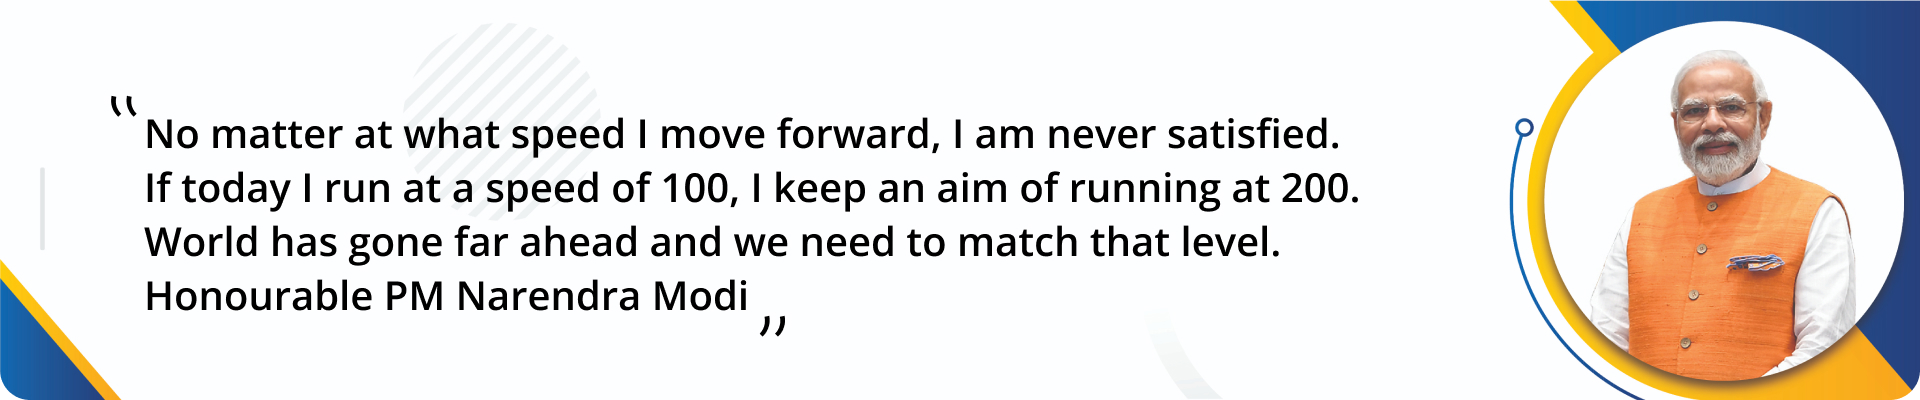 “No matter at what speed I move forward, I am never satisfied.
If today I run at a speed of 100, I keep an aim of running at 200.
World has gone far ahead and we need to match that level.
Honourable PM Narendra Modi”